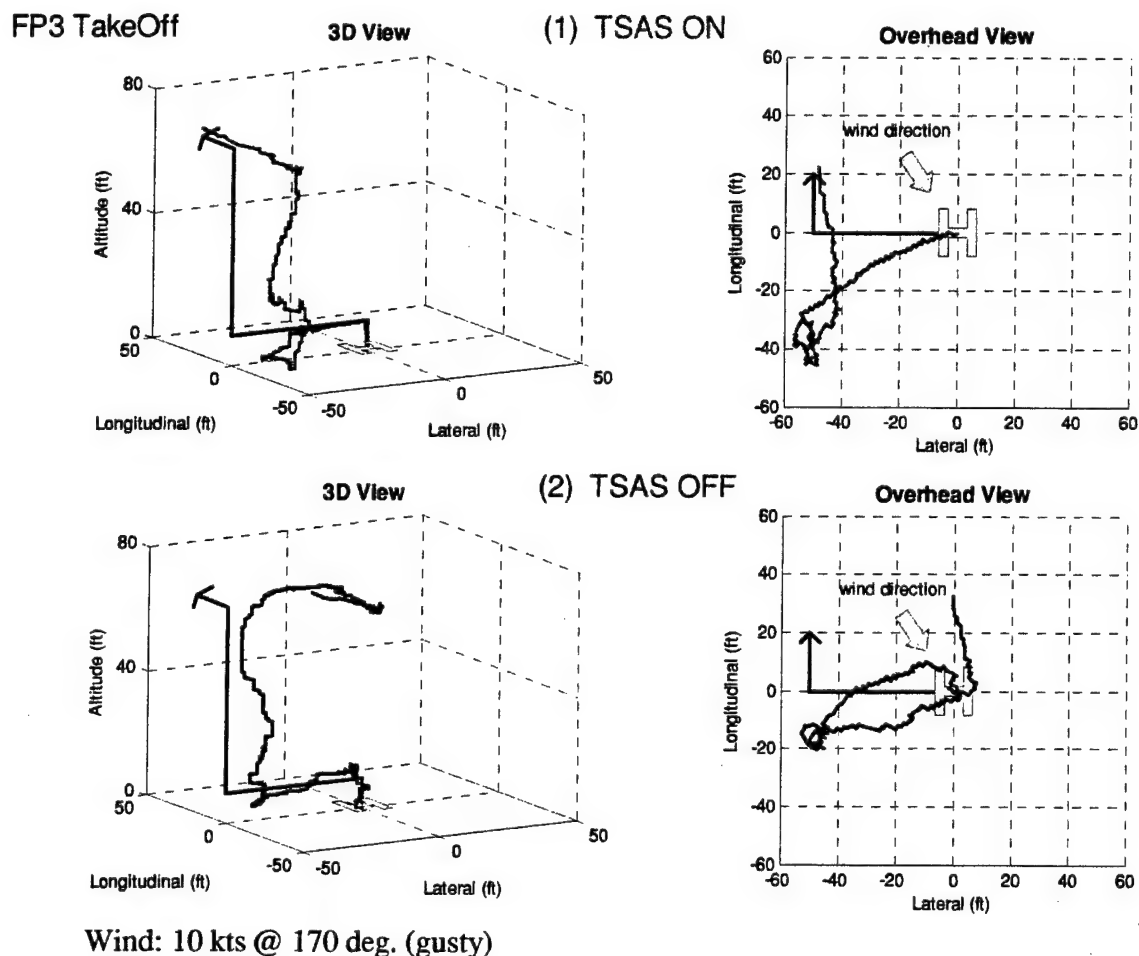 FP3 TakeOff
(1) TSAS ON
3D View
80
40
0
50
0
-50
-50
0
50
Altitude (ft)
Longitudinal (ft)
Lateral (ft)
Overhead View
60
40
20
0
-20
-40
-60
-60
-40
-20
0
20
40
60
wind direction
H
Longitudinal (ft)
Lateral (ft)
(2) TSAS OFF
3D View
80
40
0
50
0
-50
-50
0
50
Altitude (ft)
Longitudinal (ft)
Lateral (ft)
Overhead View
60
40
20
0
-20
-40
-60
-60
-40
-20
0
20
40
60
wind direction
H
Longitudinal (ft)
Lateral (ft)
Wind: 10 kts @ 170 deg. (gusty)